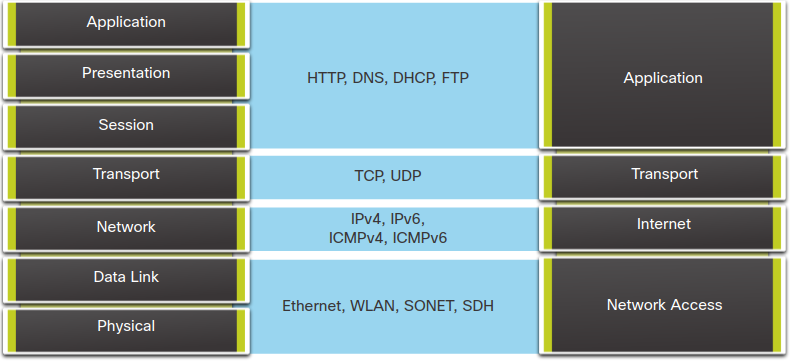 Application
Presentation
Session
Transport
Network
Data Link
Physical
HTTP, DNS, DHCP, FTP
TCP, UDP
IPv4, IPv6,
ICMPv4, ICMPv6
Ethernet, WLAN, SONET, SDH
Application
Transport
Internet
Network Access